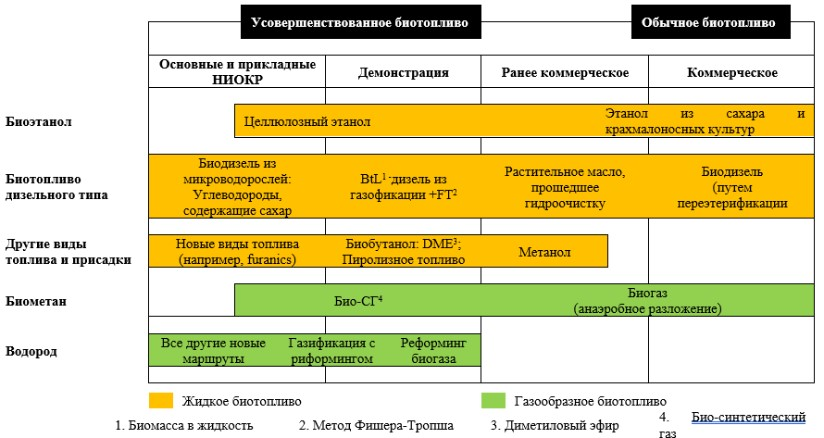 Усовершенствованное биотопливо
Обычное биотопливо
Основные и прикладные
НИОКР
Демонстрация
Ранее коммерческое
Коммерческое
Биоэтанол
Целлюлозный этанол
Этанол из сахара и
крахмалоносных культур
Биотопливо
дизельного типа
Биодизель из
микроводорослей:
Углеводороды,
содержащие сахар
BtL¹-дизель из
газофикации +FT²
Растительное масло,
прошедшее
гидроочистку
Биодизель
(путем
переэтерификации
Другие виды
топлива и присадки
Новые виды топлива
(например, furanics)
Биобутанол: DME³;
Пиролизное топливо
Метанол
Биометан
Био-СГ⁴
Биогаз
(анаэробное разложение)
Водород
Все другие новые
маршруты
Газификация с
риформингом
Реформинг
биогаза
Жидкое биотопливо
Газообразное биотопливо
1. Биомасса в жидкость
2. Метод Фишера-Тропша
3. Диметиловый эфир
4. Био-синтетический
газ